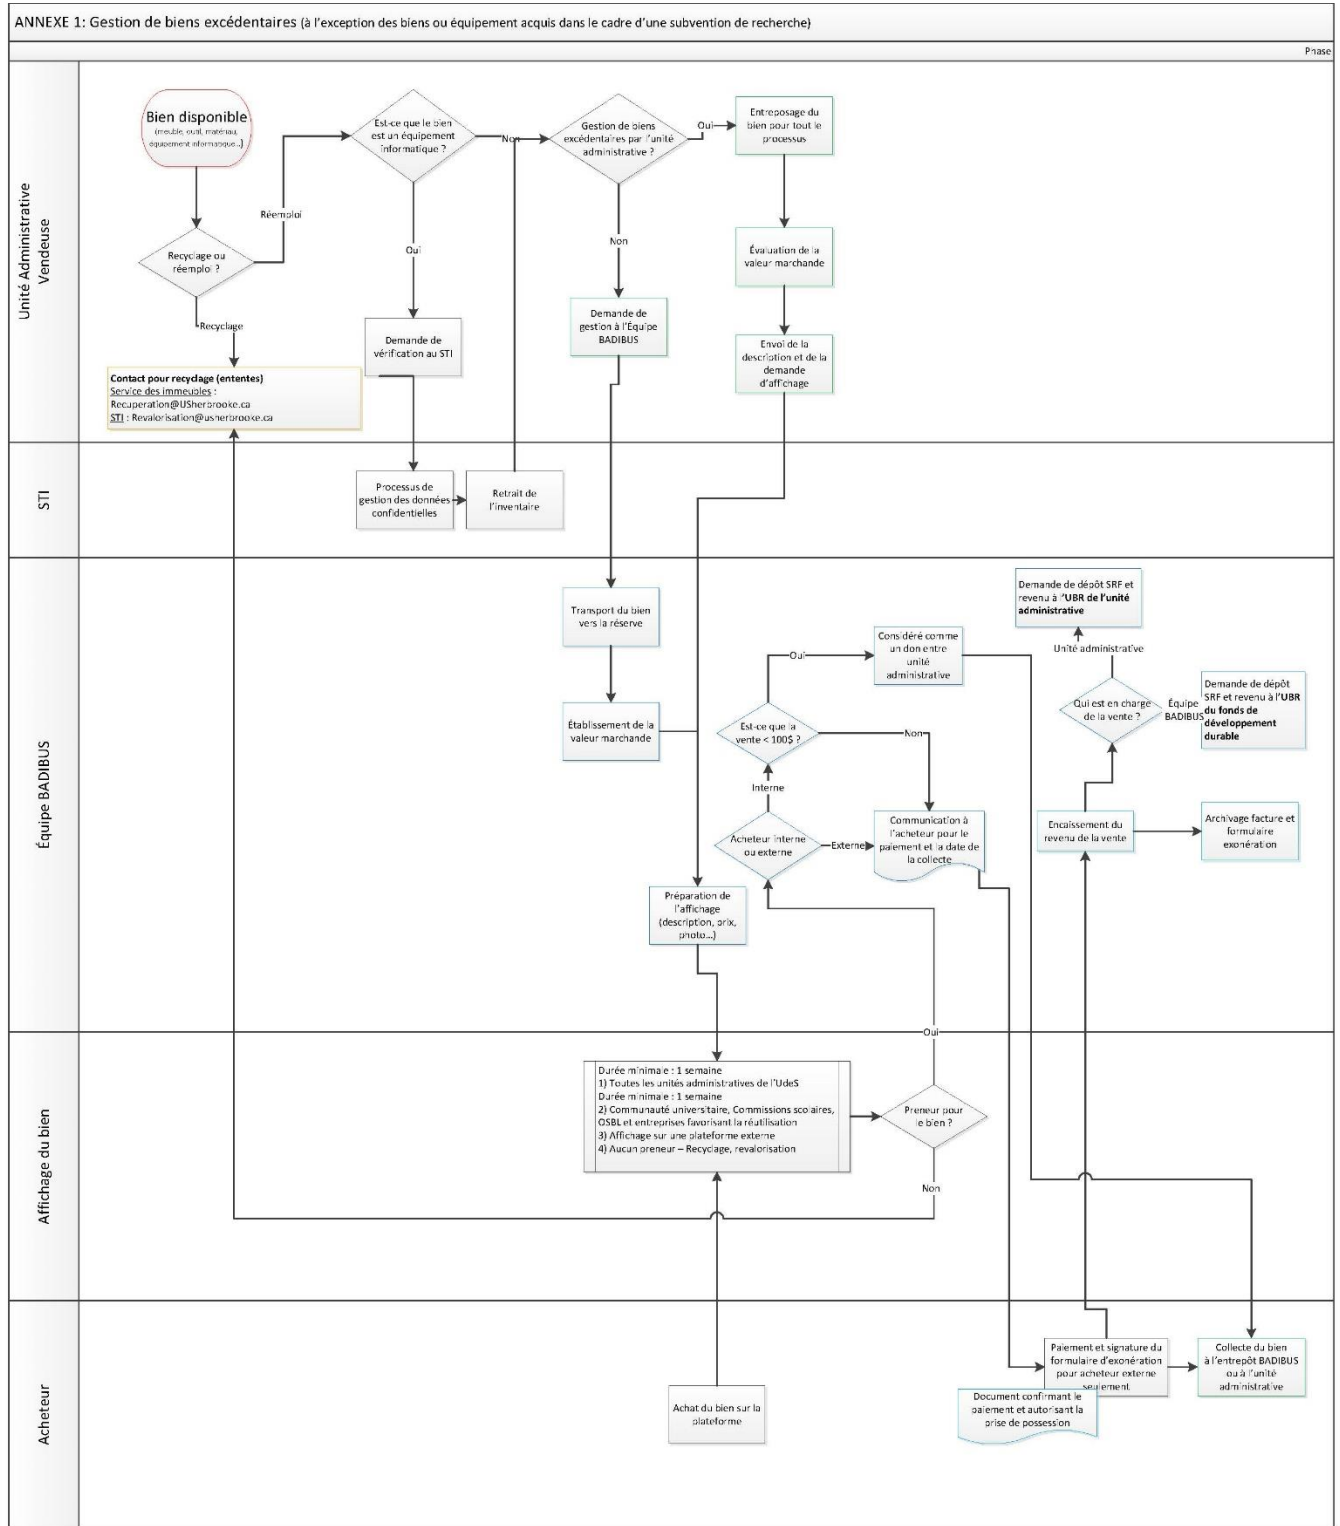 ANNEXE 1: Gestion de biens excédentaires (à l'exception des biens ou équipement acquis dans le cadre d'une subvention de recherche)
Phase
Unité Administrative
Vendeuse
Bien disponible
(meuble, outil, matériau,
équipement informatique...)
Recyclage ou
réemploi ?
Réemploi
Recyclage
Contact pour recyclage (ententes)
Service des immeubles :
Recuperation@USherbrooke.ca
STI : Revalorisation@usherbrooke.ca
Est-ce que le bien
est un équipement
informatique ?
Non
Oui
Demande de
vérification au STI
Gestion de biens
excédentaires par l'unité
administrative ?
Oui
Non
Demande de
gestion à l'Équipe
BADIBUS
Entreposage du
bien pour tout le
processus
Évaluation de la
valeur marchande
Envoi de la
description et de la
demande
d'affichage
STI
Processus de
gestion des données
confidentielles
Retrait de
l'inventaire
Équipe BADIBUS
Transport du bien
vers la réserve
Établissement de la
valeur marchande
Préparation de
l'affichage
(description, prix,
photo...)
Acheteur interne
ou externe
Interne
Externe
Est-ce que la
vente < 100$ ?
Oui
Non
Considéré comme
un don entre
unité
administrative
Communication à
l'acheteur pour le
paiement et la date de
la collecte
Demande de dépôt SRF et
revenu à l'UBR de l'unité
administrative
Unité administrative
Qui est en charge
de la vente ?
Équipe
BADIBUS
Demande de dépôt
SRF et revenu à l'UBR
du fonds de
développement
durable
Encaissement du
revenu de la vente
Archivage facture et
formulaire
exonération
Affichage du bien
Durée minimale : 1 semaine
1) Toutes les unités administratives de l'UdeS
Durée minimale : 1 semaine
2) Communauté universitaire, Commissions scolaires,
OSBL et entreprises favorisant la réutilisation
3) Affichage sur une plateforme externe
4) Aucun preneur – Recyclage, revalorisation
Preneur pour
le bien ?
Oui
Non
Acheteur
Achat du bien sur la
plateforme
Paiement et signature du
formulaire d'exonération
pour acheteur externe
seulement
Document confirmant le
paiement et autorisant la
prise de possession
Collecte du bien
à l'entrepôt BADIBUS
ou à l'unité
administrative